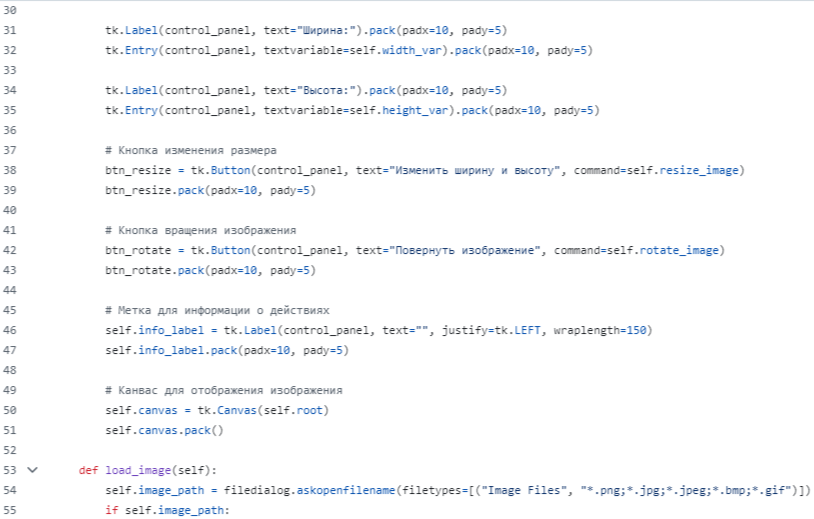 30
31 tk.Label(control_panel, text="Ширина:").pack(padx=10, pady=5)
32 tk.Entry(control_panel, textvariable=self.width_var).pack(padx=10, pady=5)
33
34 tk.Label(control_panel, text="Высота:").pack(padx=10, pady=5)
35 tk.Entry(control_panel, textvariable=self.height_var).pack(padx=10, pady=5)
36
37 # Кнопка изменения размера
38 btn_resize = tk.Button(control_panel, text="Изменить ширину и высоту", command=self.resize_image)
39 btn_resize.pack(padx=10, pady=5)
40
41 # Кнопка вращения изображения
42 btn_rotate = tk.Button(control_panel, text="Повернуть изображение", command=self.rotate_image)
43 btn_rotate.pack(padx=10, pady=5)
44
45 # Метка для информации о действиях
46 self.info_label = tk.Label(control_panel, text="", justify=tk.LEFT, wraplength=150)
47 self.info_label.pack(padx=10, pady=5)
48
49 # Канвас для отображения изображения
50 self.canvas = tk.Canvas(self.root)
51 self.canvas.pack()
52
53 def load_image(self):
54 self.image_path = filedialog.askopenfilename(filetypes=[("Image Files", "*.png;*.jpg;*.jpeg;*.bmp;*.gif")])
55 if self.image_path: